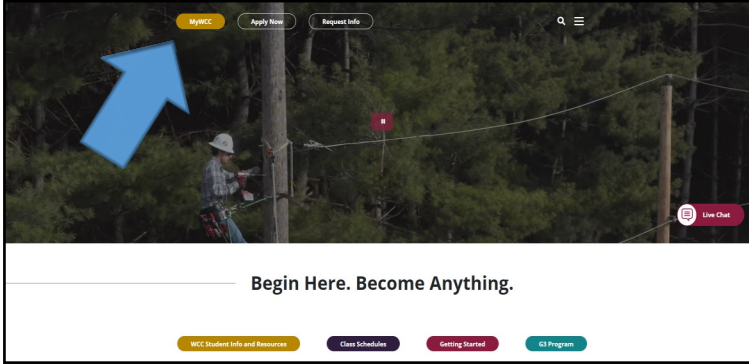 MyWCC
Apply Now
Request Info
Live Chat
Begin Here. Become Anything.
WCC Student Info and Resources
Class Schedules
Getting Started
G3 Program